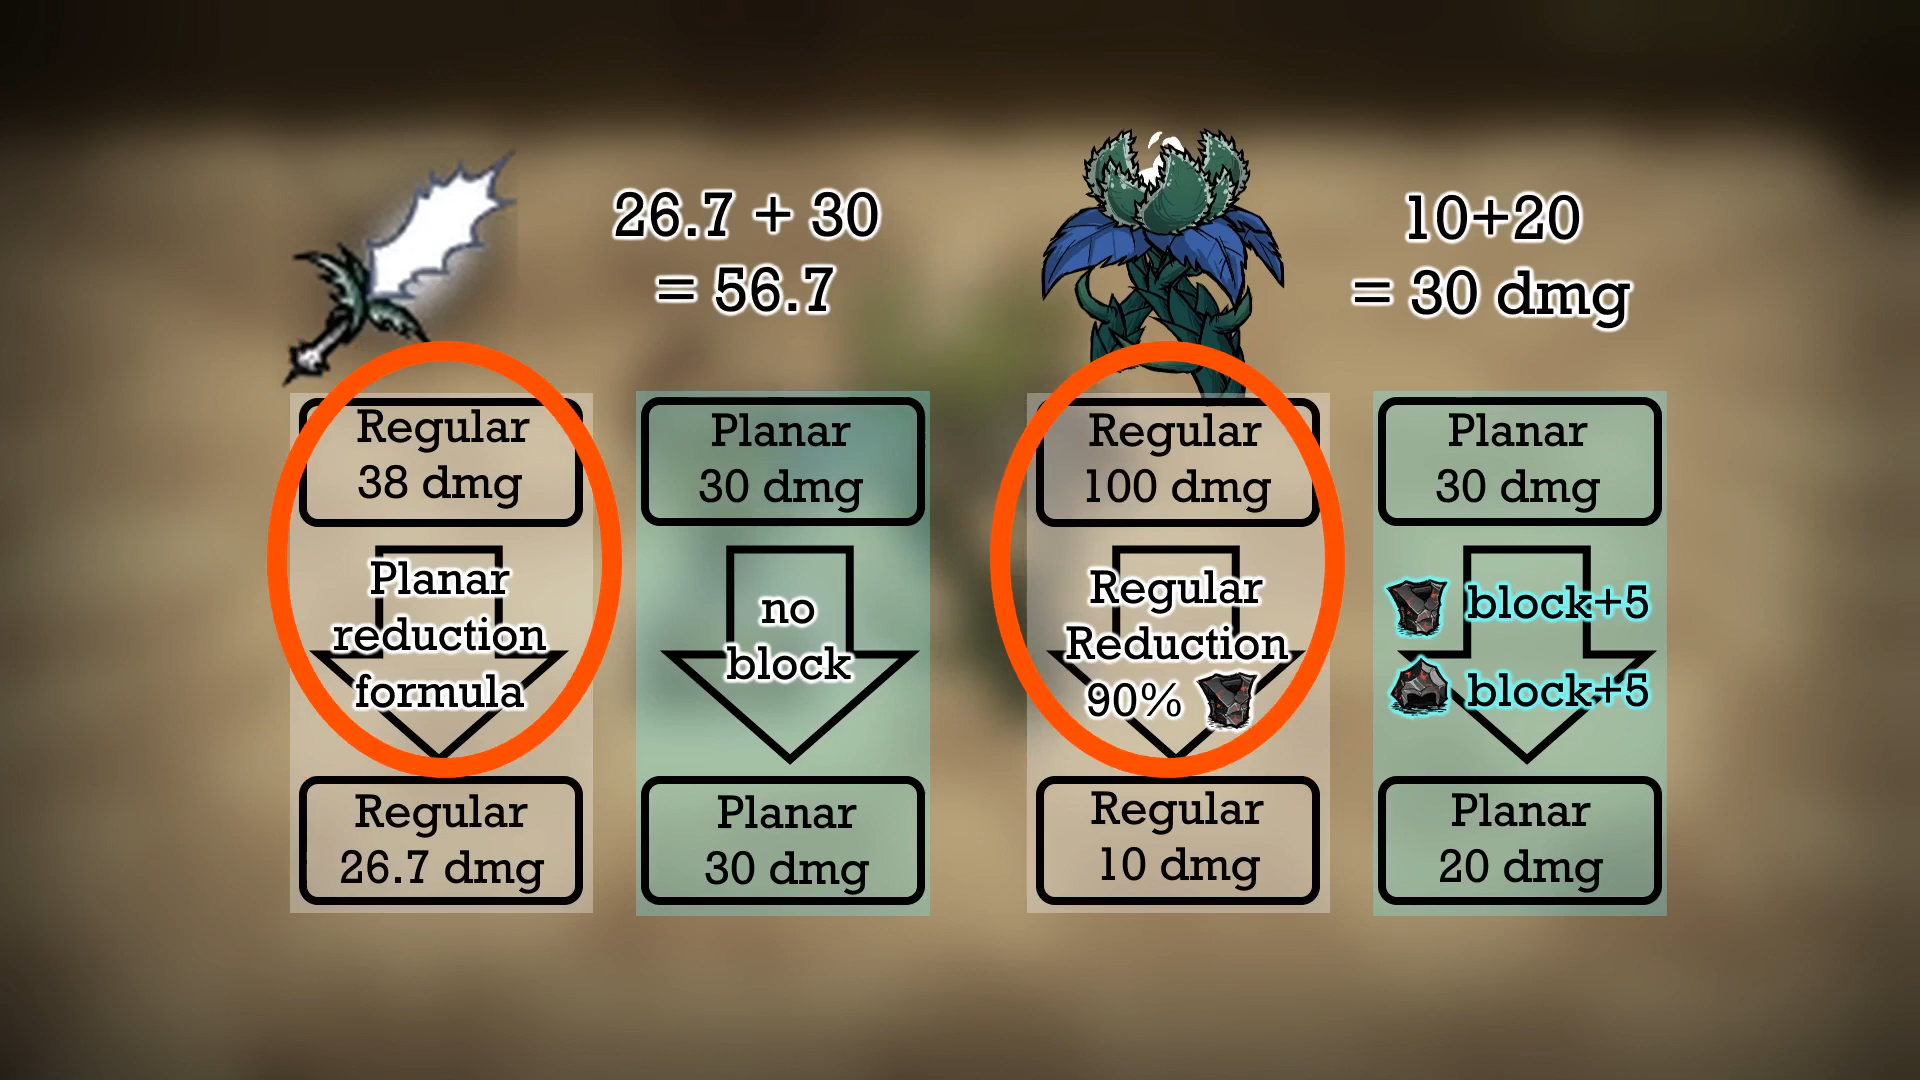 26.7 + 30
= 56.7
10+20
= 30 dmg
Regular
38 dmg
Planar
reduction
formula
Regular
26.7 dmg
Planar
30 dmg
no
block
Planar
30 dmg
Regular
100 dmg
Regular
Reduction
90%
Regular
10 dmg
Planar
30 dmg
block+5
block+5
Planar
20 dmg